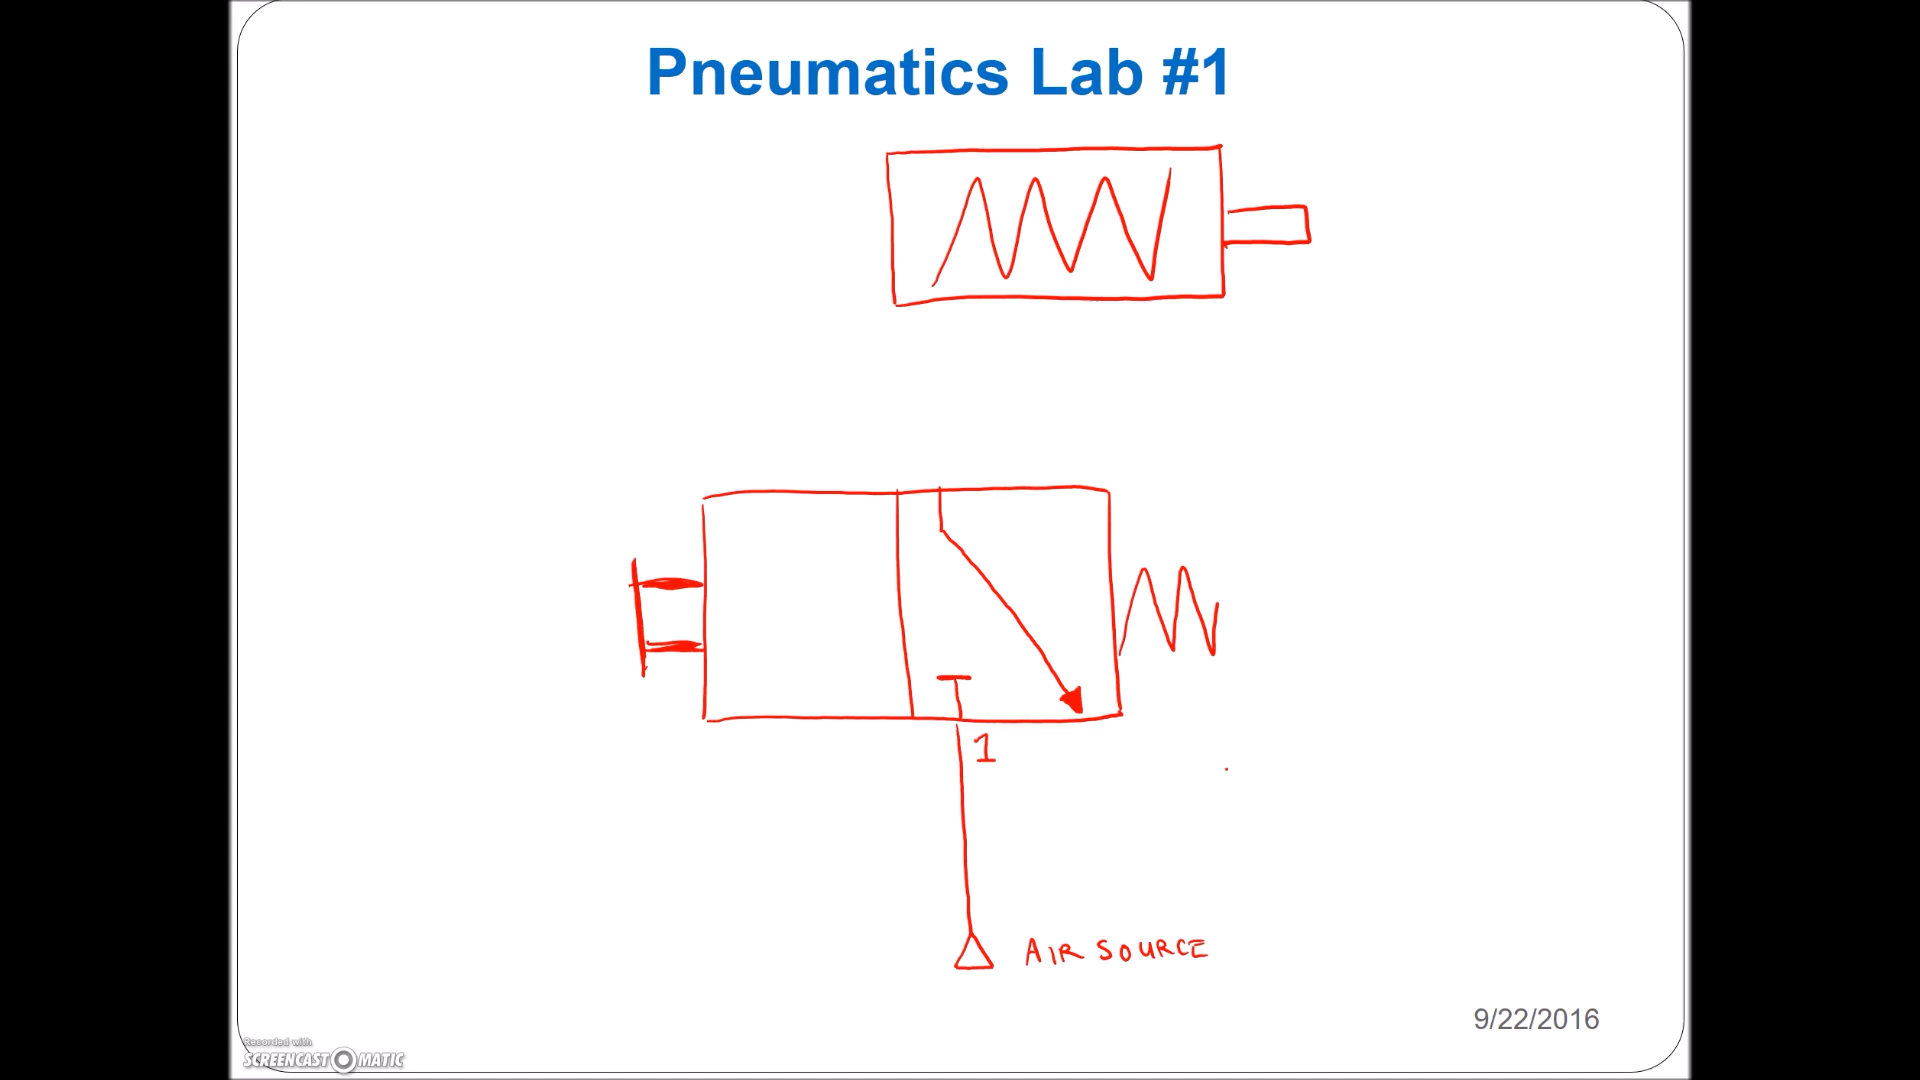 Pneumatics Lab #1
1
AIR SOURCE
9/22/2016
Recorded with
SCREENCAST MATIC